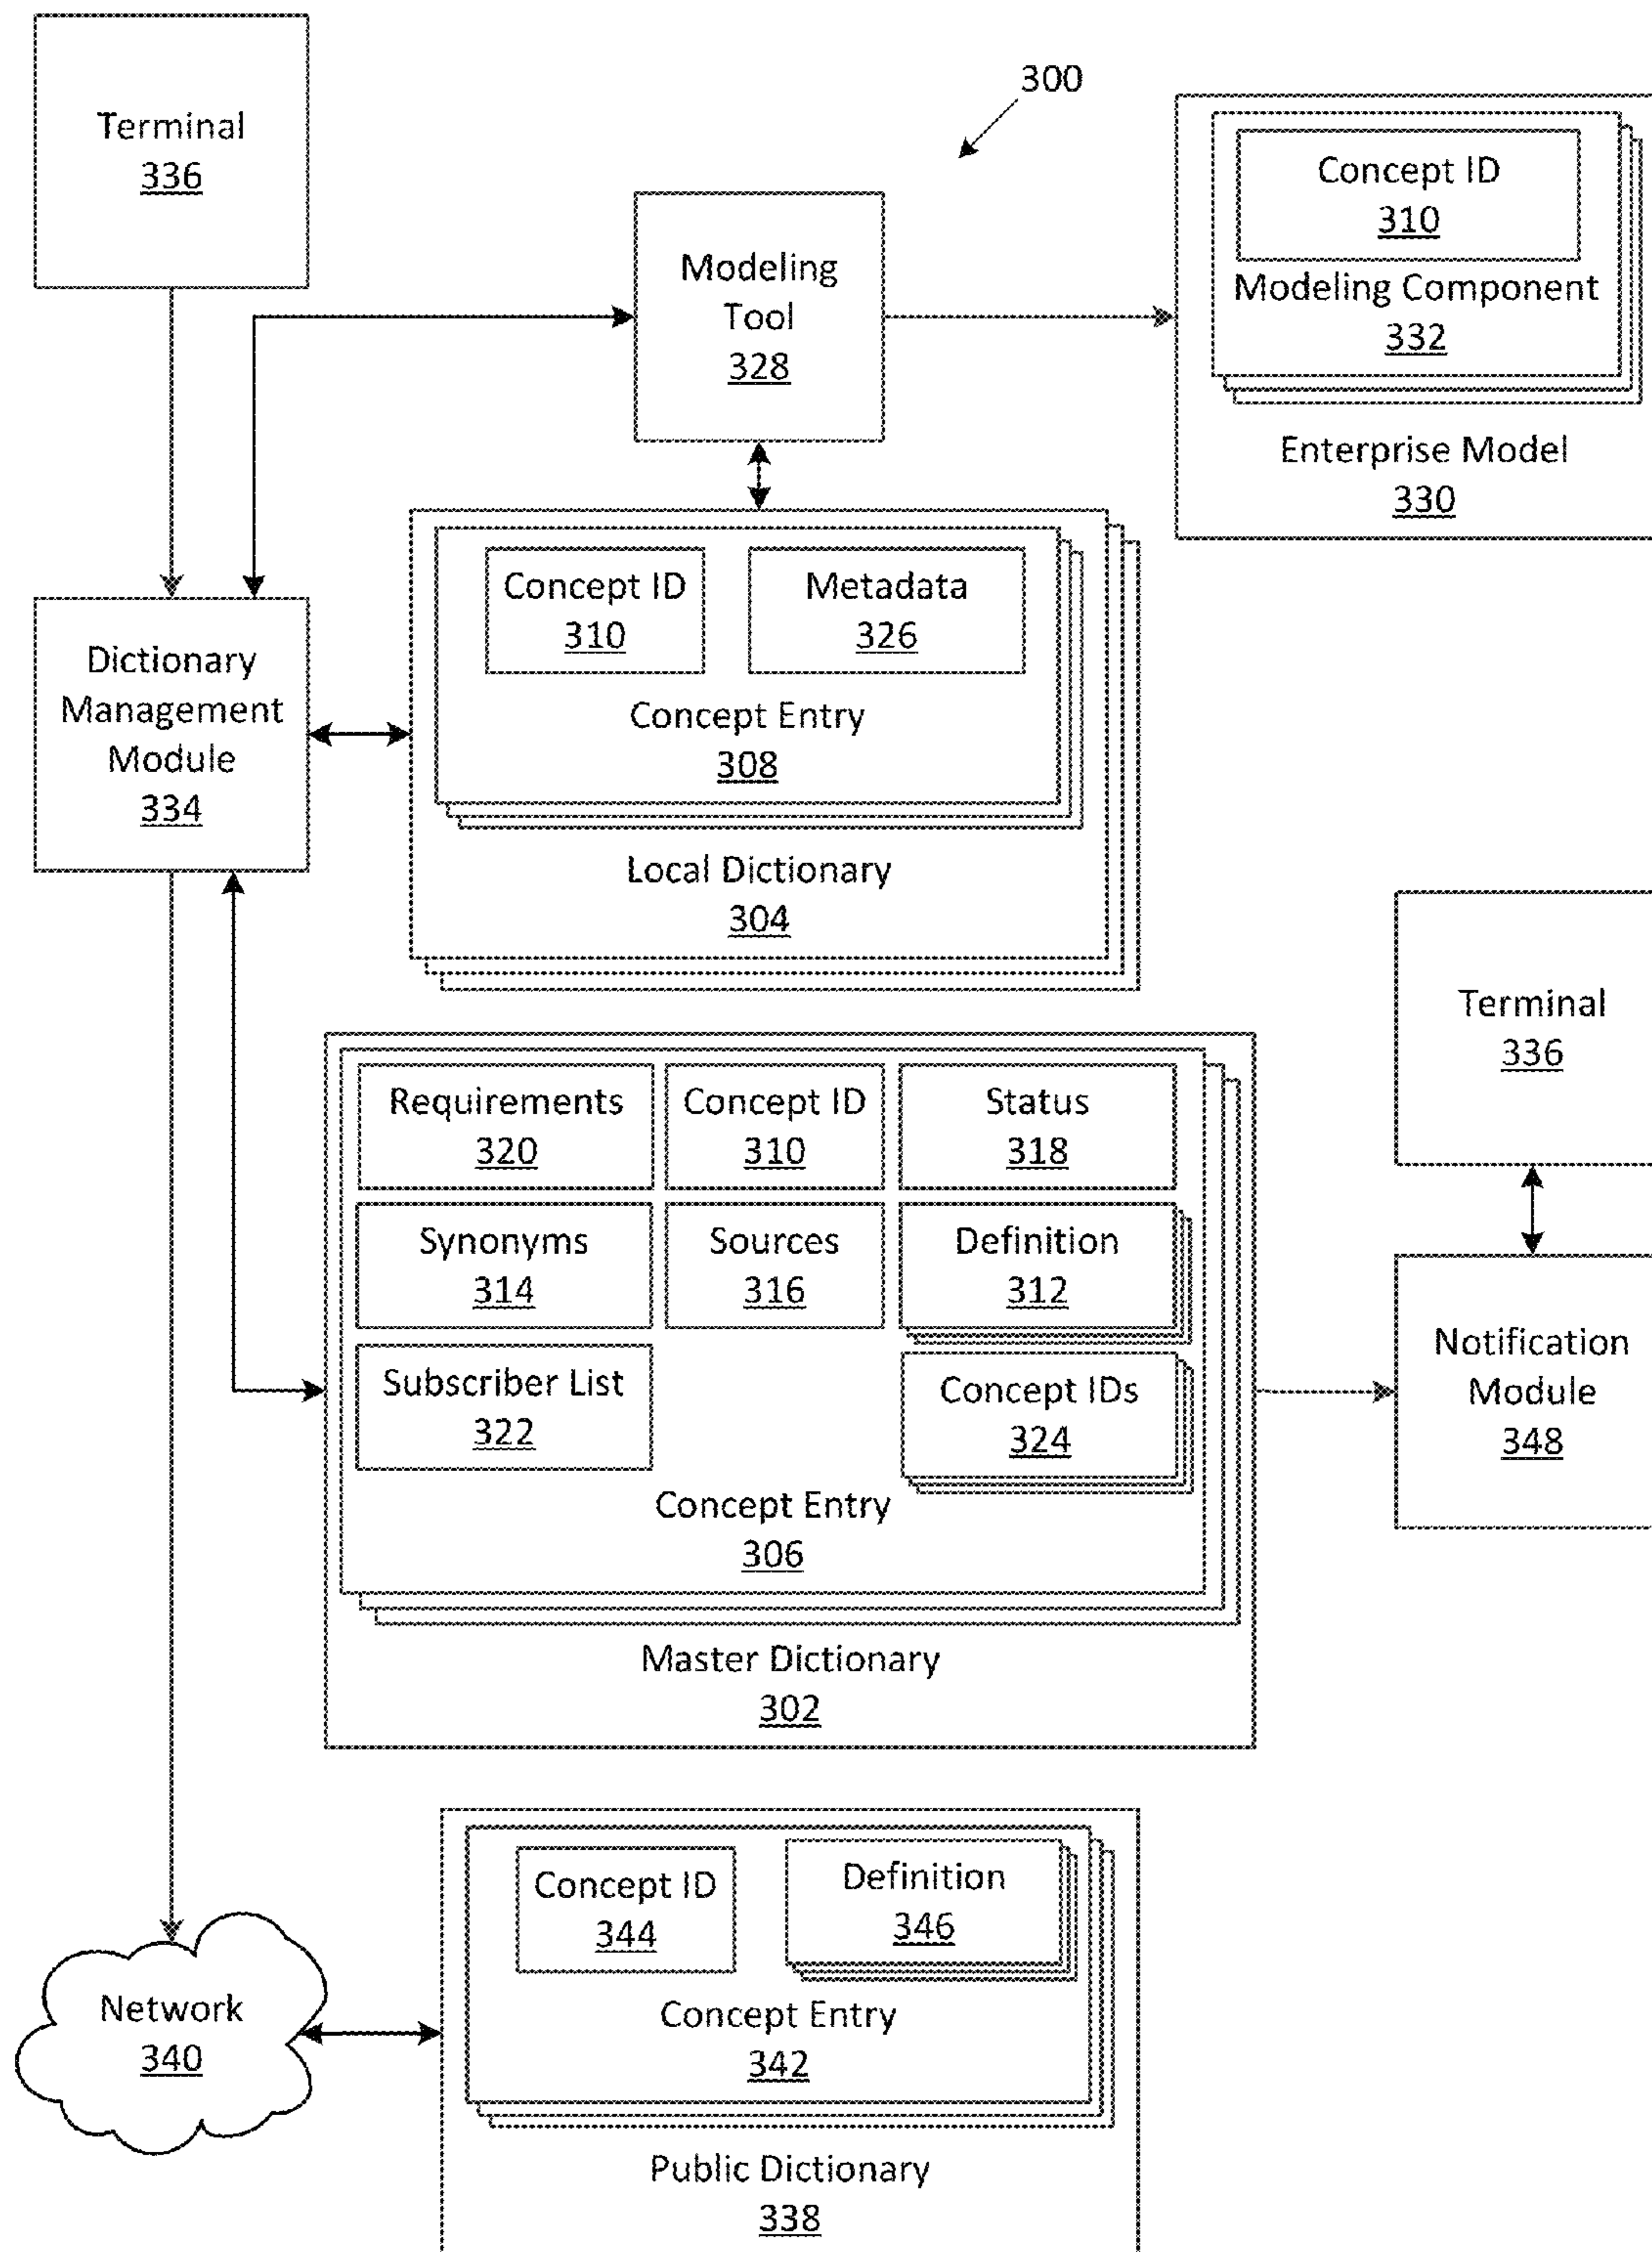 300
Terminal
336
Modeling
Tool
328
Concept ID
310
Modeling Component
332
Enterprise Model
330
Dictionary
Management
Module
334
Concept ID
310
Metadata
326
Concept Entry
308
Local Dictionary
304
Requirements
320
Concept ID
310
Status
318
Synonyms
314
Sources
316
Definition
312
Subscriber List
322
Concept IDs
324
Concept Entry
306
Master Dictionary
302
Terminal
336
Notification
Module
348
Network
340
Concept ID
344
Definition
346
Concept Entry
342
Public Dictionary
338